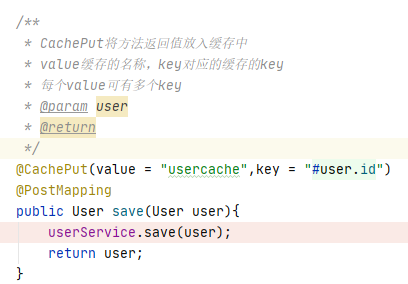 /**
 * CachePut将方法返回值放入缓存中
 * value缓存的名称，key对应的缓存的key
 * 每个value可有多个key
 * @param user
 * @return
 */
@CachePut(value = "usercache",key = "#user.id")
@PostMapping
public User save(User user){
    userService.save(user);
    return user;
}